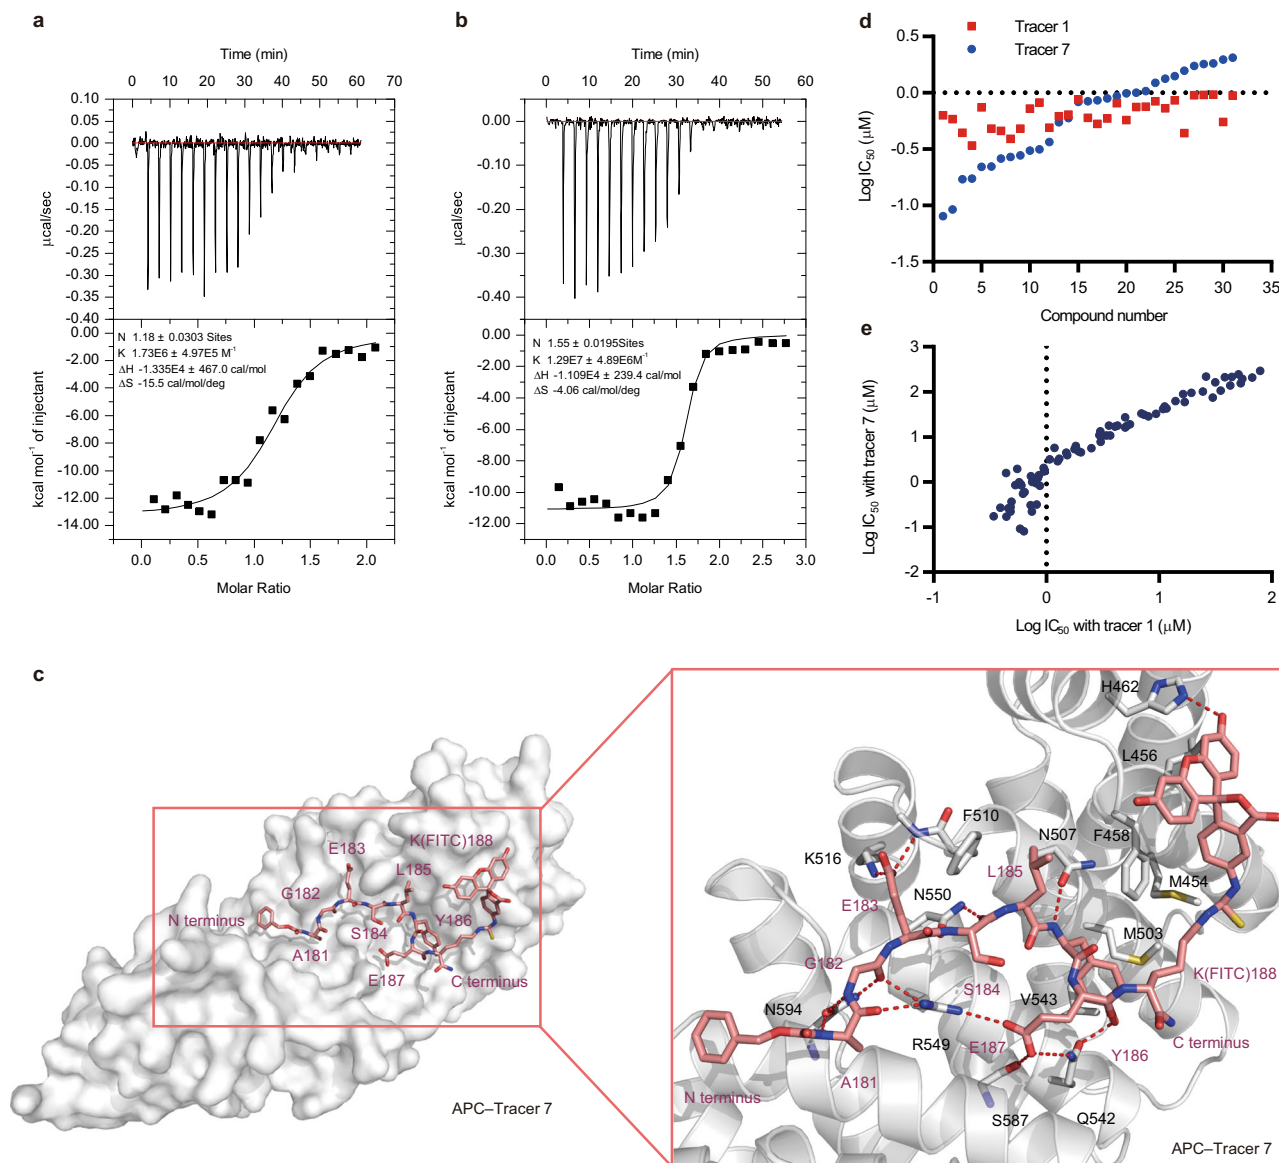 a
Time (min)
0 10 20 30 40 50 60 70
0.10
0.05
0.00
-0.05
-0.10
-0.15
-0.20
-0.25
-0.30
-0.35
-0.40
µcal/sec
0.00
-2.00
-4.00
-6.00
-8.00
-10.00
-12.00
-14.00
kcal mol⁻¹ of injectant
N 1.18 ± 0.0303 Sites
K 1.73E6 ± 4.97E5 M⁻¹
ΔH -1.335E4 ± 467.0 cal/mol
ΔS -15.5 cal/mol/deg
0.0 0.5 1.0 1.5 2.0
Molar Ratio
b
Time (min)
0 10 20 30 40 50 60
0.00
-0.10
-0.20
-0.30
-0.40
µcal/sec
0.00
-2.00
-4.00
-6.00
-8.00
-10.00
-12.00
kcal mol⁻¹ of injectant
N 1.55 ± 0.0195Sites
K 1.29E7 ± 4.89E6M⁻¹
ΔH -1.109E4 ± 239.4 cal/mol
ΔS -4.06 cal/mol/deg
0.0 0.5 1.0 1.5 2.0 2.5 3.0
Molar Ratio
d
Tracer 1
Tracer 7
0.5
0.0
-0.5
-1.0
-1.5
Log IC₅₀ (µM)
0 5 10 15 20 25 30 35
Compound number
e
3
2
1
0
-1
-2
Log IC₅₀ with tracer 7 (µM)
-1 0 1 2
Log IC₅₀ with tracer 1 (µM)
c
E183
K(FITC)188
G182
L185
N terminus
Y186
S184
A181
E187
C terminus
APC–Tracer 7
H462
L456
F510
N507
F458
K516
L185
M454
N550
E183
M503
G182
K(FITC)188
S184
N594
V543
R549
E187
C terminus
Y186
A181
N terminus
S587
Q542
APC–Tracer 7